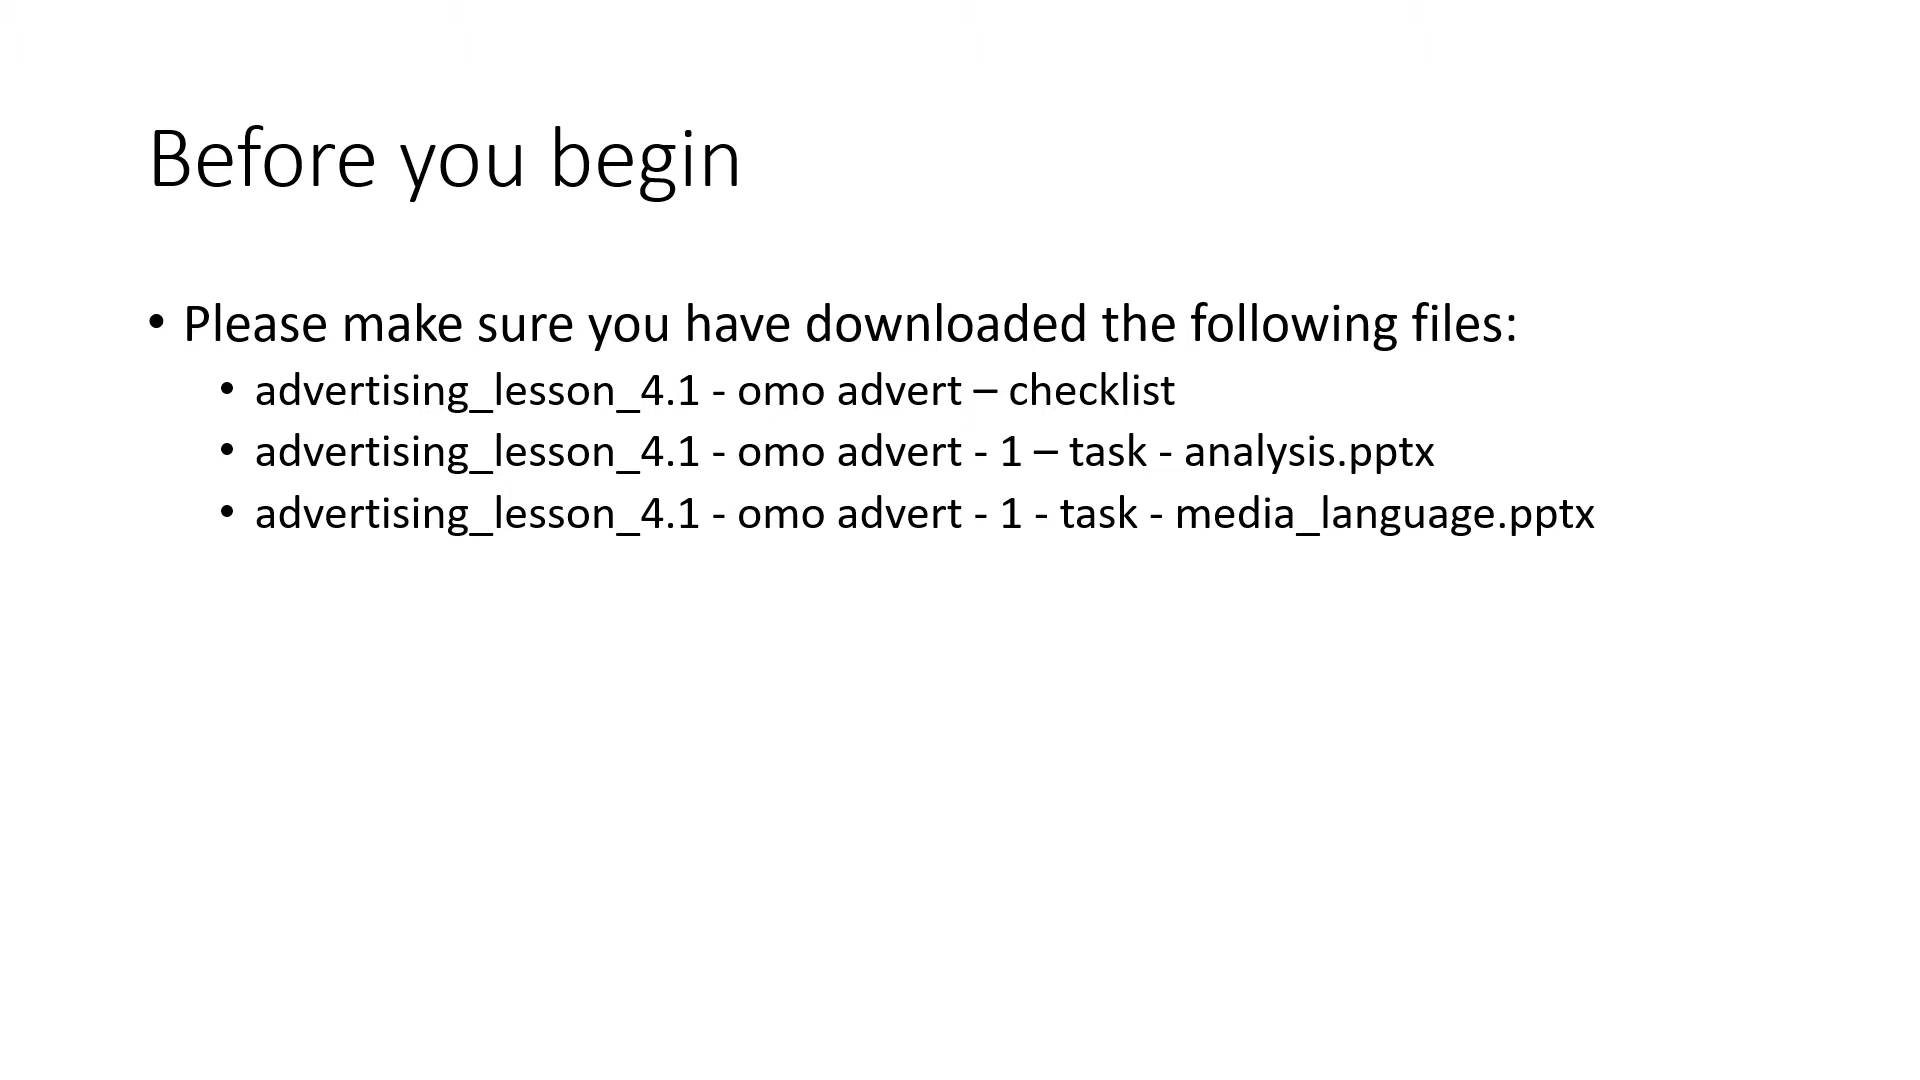 Before you begin
• Please make sure you have downloaded the following files:
• advertising_lesson_4.1 - omo advert – checklist
• advertising_lesson_4.1 - omo advert - 1 – task - analysis.pptx
• advertising_lesson_4.1 - omo advert - 1 - task - media_language.pptx